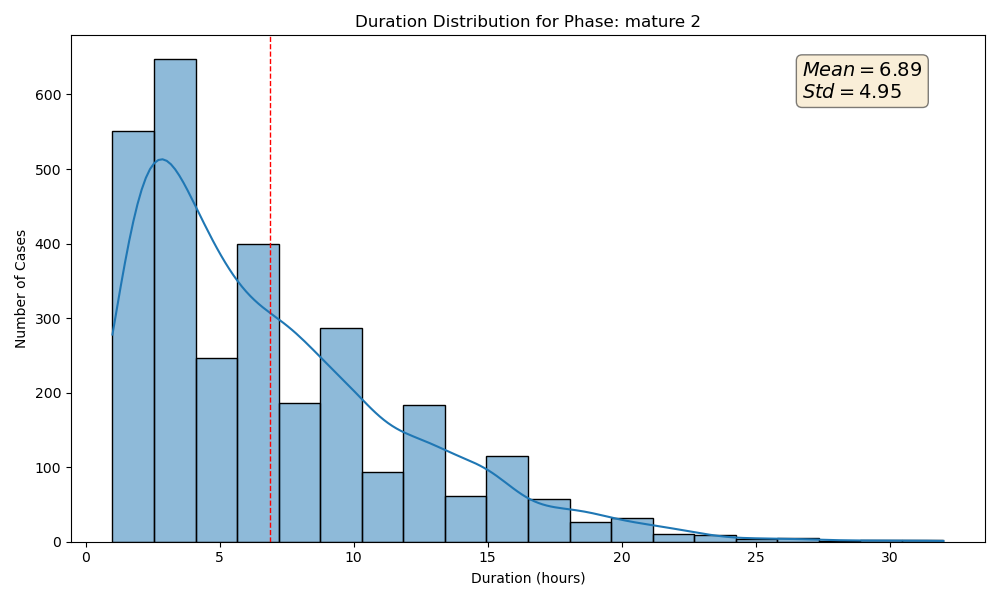 Duration Distribution for Phase: mature 2
Mean = 6.89
Std = 4.95
Number of Cases
600
500
400
300
200
100
0
0 5 10 15 20 25 30
Duration (hours)